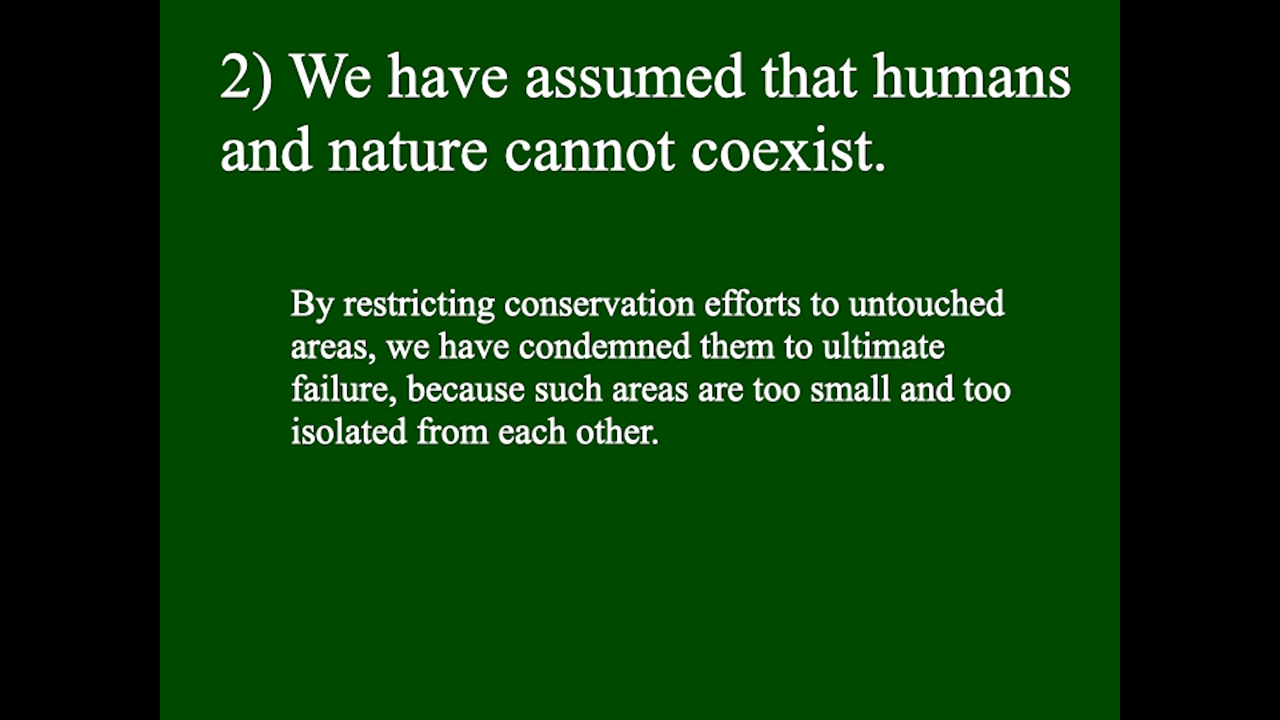 2) We have assumed that humans
and nature cannot coexist.
By restricting conservation efforts to untouched
areas, we have condemned them to ultimate
failure, because such areas are too small and too
isolated from each other.